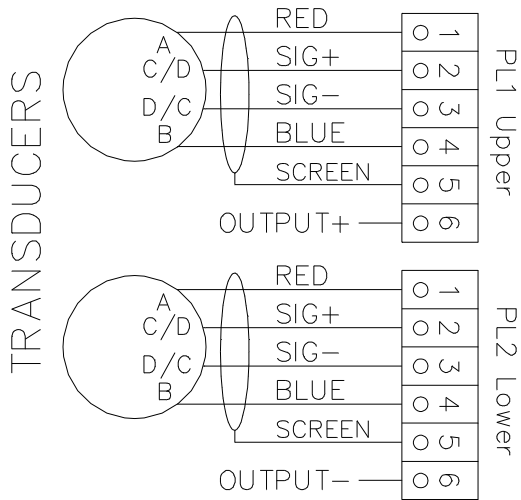 TRANSDUCERS
RED
A
1
SIG+
C/D
2
SIG-
D/C
3
BLUE
B
4
SCREEN
5
OUTPUT+
6
PL1 Upper
RED
A
1
SIG+
C/D
2
SIG-
D/C
3
BLUE
B
4
SCREEN
5
OUTPUT-
6
PL2 Lower